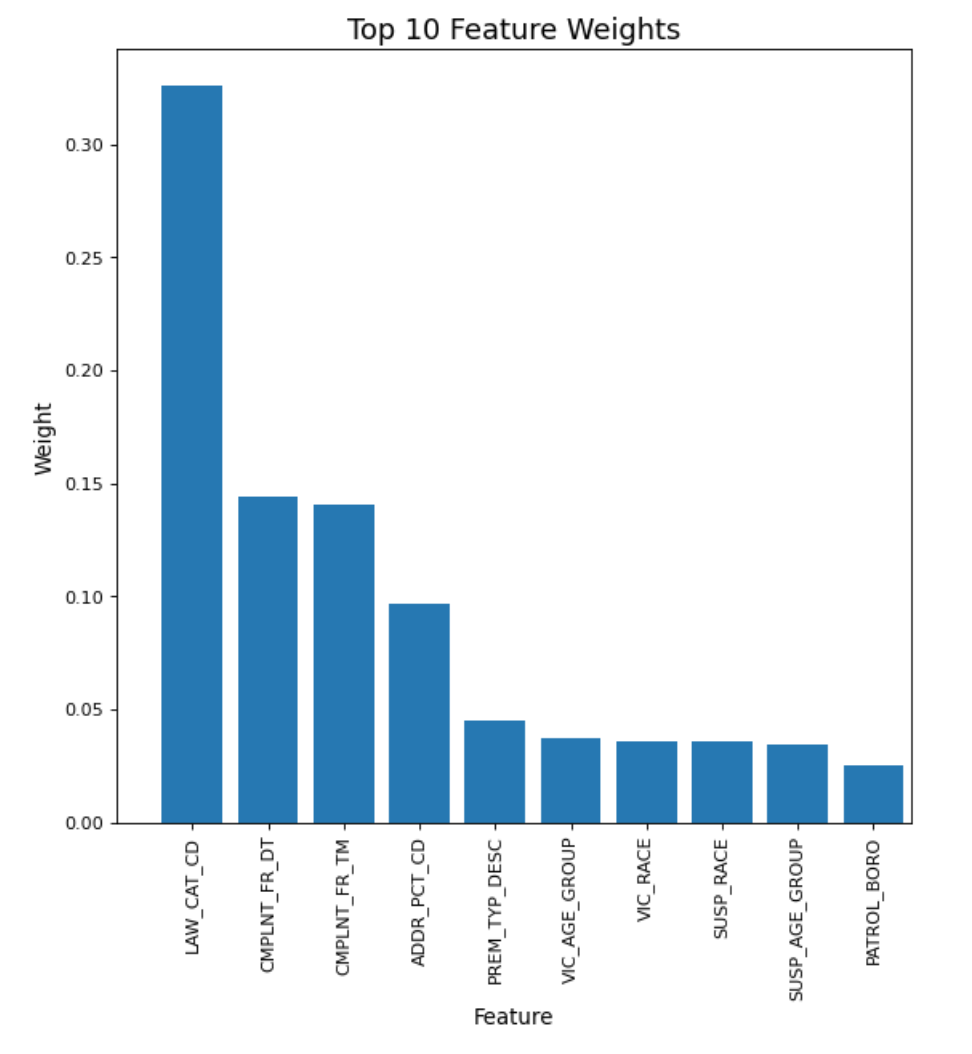 Top 10 Feature Weights
Weight
0.30
0.25
0.20
0.15
0.10
0.05
0.00
LAW_CAT_CD
CMPLNT_FR_DT
CMPLNT_FR_TM
ADDR_PCT_CD
PREM_TYP_DESC
VIC_AGE_GROUP
VIC_RACE
SUSP_RACE
SUSP_AGE_GROUP
PATROL_BORO
Feature